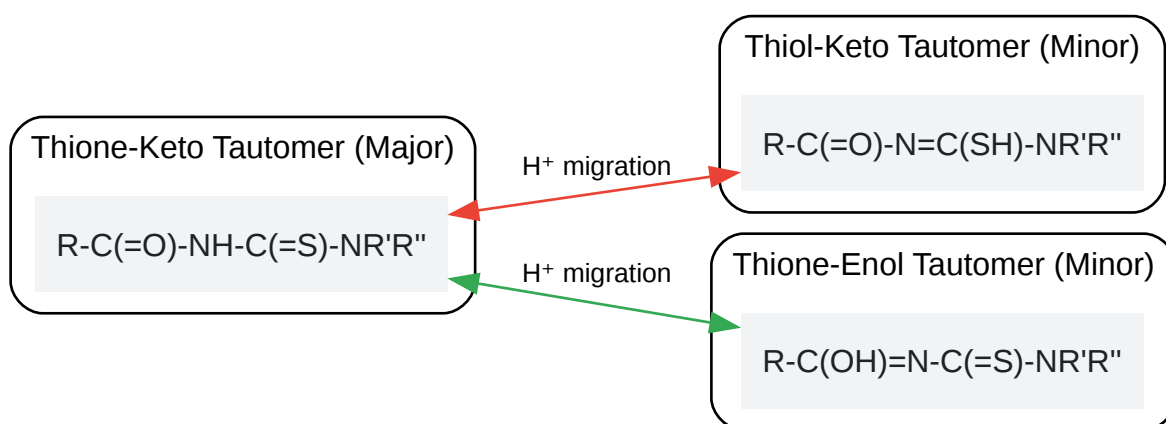 Thione-Keto Tautomer (Major)
R-C(=O)-NH-C(=S)-NR'R"
H⁺ migration
H⁺ migration
Thiol-Keto Tautomer (Minor)
R-C(=O)-N=C(SH)-NR'R"
Thione-Enol Tautomer (Minor)
R-C(OH)=N-C(=S)-NR'R"